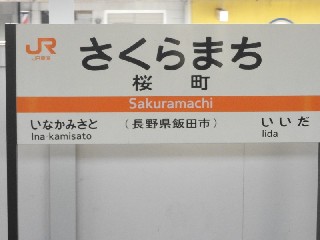 JR
JR東海
さくらまち
桜町
Sakuramachi
いなかみさと
(長野県飯田市)
いいだ
Ina kamisato
Iida